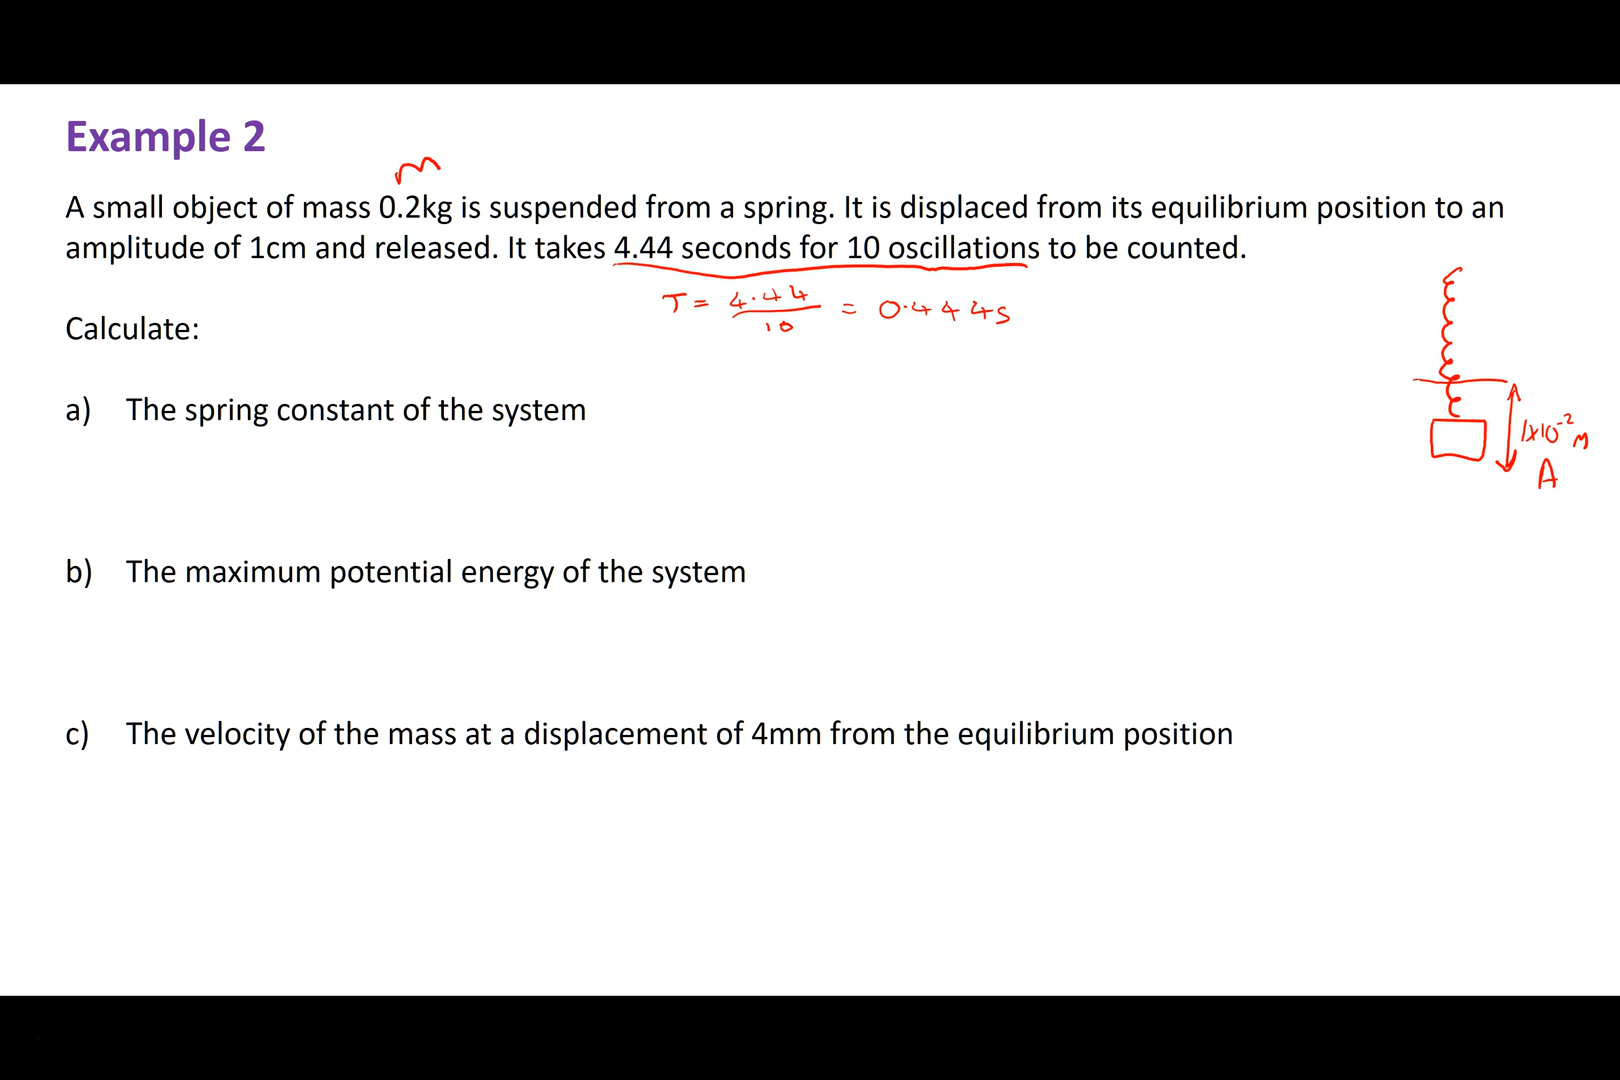 Example 2
m
A small object of mass 0.2kg is suspended from a spring. It is displaced from its equilibrium position to an
amplitude of 1cm and released. It takes 4.44 seconds for 10 oscillations to be counted.
T = 4.44/10 = 0.444s
Calculate:
a) The spring constant of the system
1x10⁻² m
A
b) The maximum potential energy of the system
c) The velocity of the mass at a displacement of 4mm from the equilibrium position